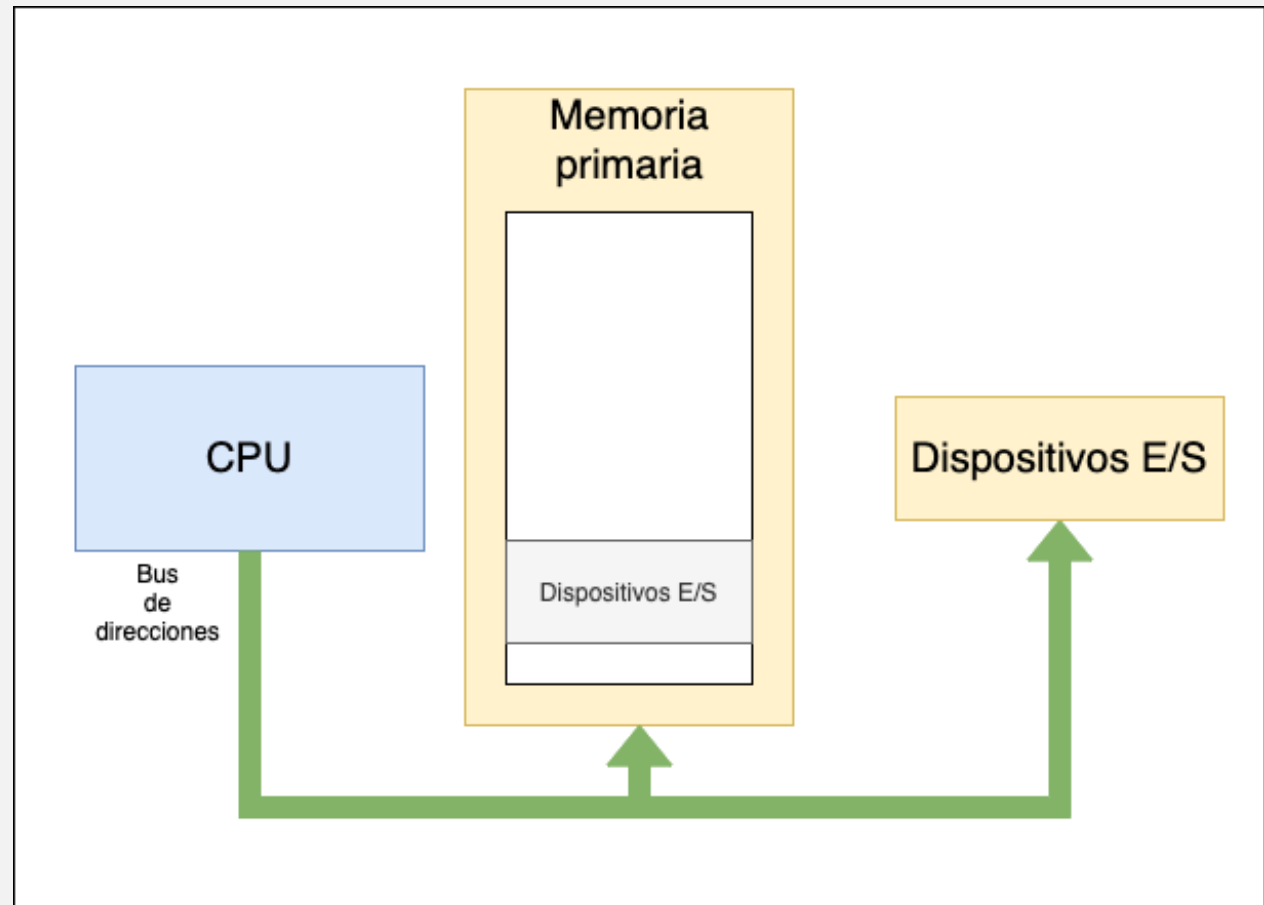 Memoria
primaria
CPU
Dispositivos E/S
Dispositivos E/S
Bus
de
direcciones